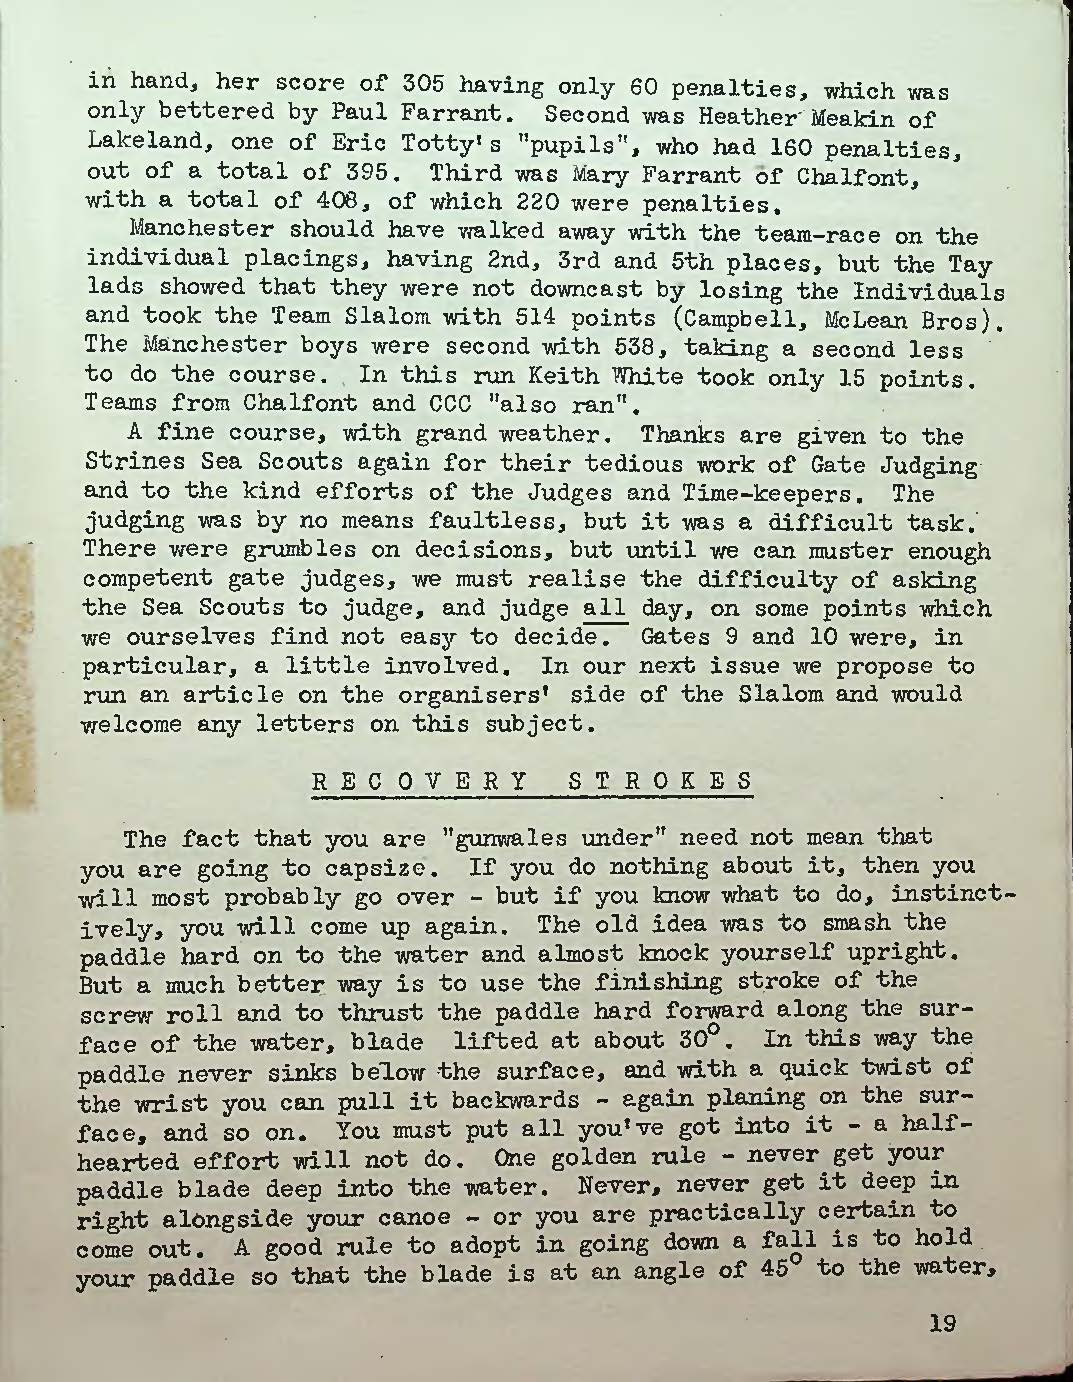 in hand, her score of 305 having only 60 penalties, which was
only bettered by Paul Farrant. Second was Heather Meakin of
Lakeland, one of Eric Totty's "pupils", who had 160 penalties,
out of a total of 395. Third was Mary Farrant of Chalfont,
with a total of 408, of which 220 were penalties.
Manchester should have walked away with the team-race on the
individual placings, having 2nd, 3rd and 5th places, but the Tay
lads showed that they were not downcast by losing the Individuals
and took the Team Slalom with 514 points (Campbell, McLean Bros).
The Manchester boys were second with 538, taking a second less
to do the course. In this run Keith White took only 15 points.
Teams from Chalfont and CCC "also ran".
A fine course, with grand weather. Thanks are given to the
Strines Sea Scouts again for their tedious work of Gate Judging
and to the kind efforts of the Judges and Time-keepers. The
judging was by no means faultless, but it was a difficult task.
There were grumbles on decisions, but until we can muster enough
competent gate judges, we must realise the difficulty of asking
the Sea Scouts to judge, and judge all day, on some points which
we ourselves find not easy to decide. Gates 9 and 10 were, in
particular, a little involved. In our next issue we propose to
run an article on the organisers' side of the Slalom and would
welcome any letters on this subject.
RECOVERY STROKES
The fact that you are "gunwales under" need not mean that
you are going to capsize. If you do nothing about it, then you
will most probably go over - but if you know what to do, instinct-
ively, you will come up again. The old idea was to smash the
paddle hard on to the water and almost knock yourself upright.
But a much better way is to use the finishing stroke of the
screw roll and to thrust the paddle hard forward along the sur-
face of the water, blade lifted at about 30°. In this way the
paddle never sinks below the surface, and with a quick twist of
the wrist you can pull it backwards - again planing on the sur-
face, and so on. You must put all you've got into it - a half-
hearted effort will not do. One golden rule - never get your
paddle blade deep into the water. Never, never get it deep in
right alongside your canoe - or you are practically certain to
come out. A good rule to adopt in going down a fall is to hold
your paddle so that the blade is at an angle of 45° to the water,
19